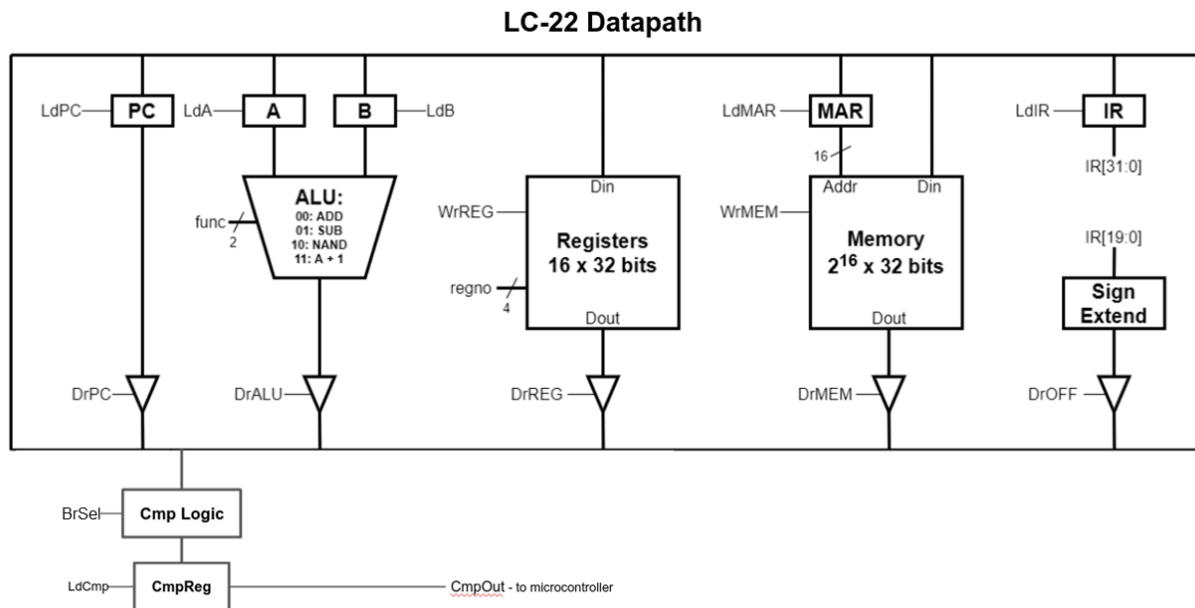 LC-22 Datapath
LdPC
PC
LdA
A
B
LdB
LdMAR
MAR
LdIR
IR
16
IR[31:0]
func
2
ALU:
00: ADD
01: SUB
10: NAND
11: A + 1
WrREG
regno
4
Din
Registers
16 x 32 bits
Dout
WrMEM
Addr
Din
Memory
2¹⁶ x 32 bits
Dout
IR[19:0]
Sign
Extend
DrPC
DrALU
DrREG
DrMEM
DrOFF
BrSel
Cmp Logic
LdCmp
CmpReg
CmpOut - to microcontroller